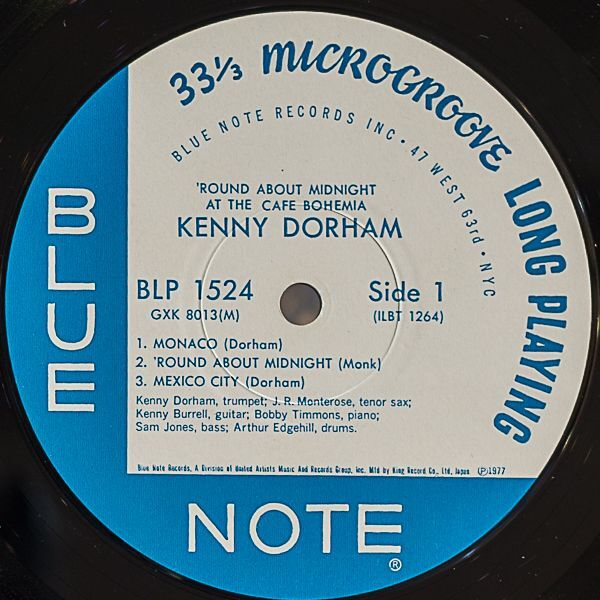 33⅓ MICROGROOVE LONG PLAYING
BLUE NOTE RECORDS INC • 47 WEST 63rd • NYC
'ROUND ABOUT MIDNIGHT
AT THE CAFE BOHEMIA
KENNY DORHAM
BLP 1524 Side 1
GXK 8013(M) (ILBT 1264)
1. MONACO (Dorham)
2. 'ROUND ABOUT MIDNIGHT (Monk)
3. MEXICO CITY (Dorham)
Kenny Dorham, trumpet; J. R. Monterose, tenor sax;
Kenny Burrell, guitar; Bobby Timmons, piano;
Sam Jones, bass; Arthur Edgehill, drums.
Blue Note Records, A Division of United Artists Music And Records Group, Inc. Mfd by King Record Co., Ltd, Japan ℗1977
BLUE
NOTE®